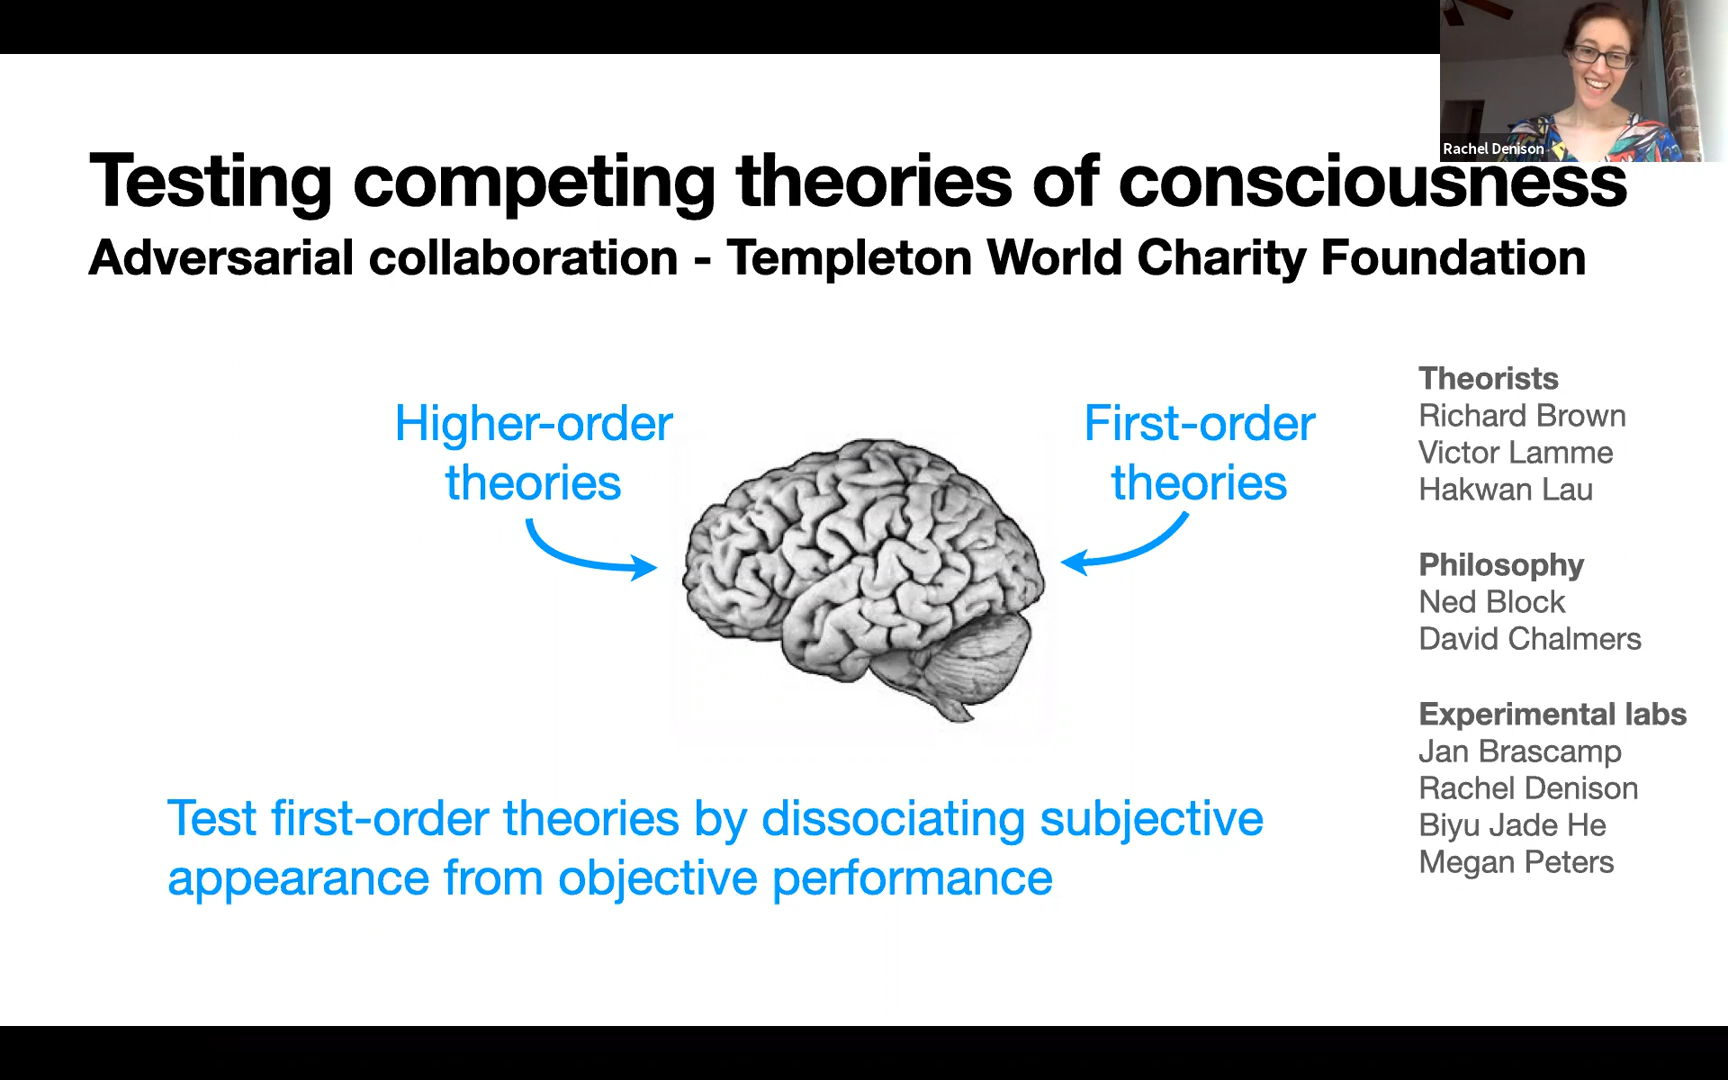 Rachel Denison
Testing competing theories of consciousness
Adversarial collaboration - Templeton World Charity Foundation
Higher-order
theories
First-order
theories
Test first-order theories by dissociating subjective
appearance from objective performance
Theorists
Richard Brown
Victor Lamme
Hakwan Lau
Philosophy
Ned Block
David Chalmers
Experimental labs
Jan Brascamp
Rachel Denison
Biyu Jade He
Megan Peters